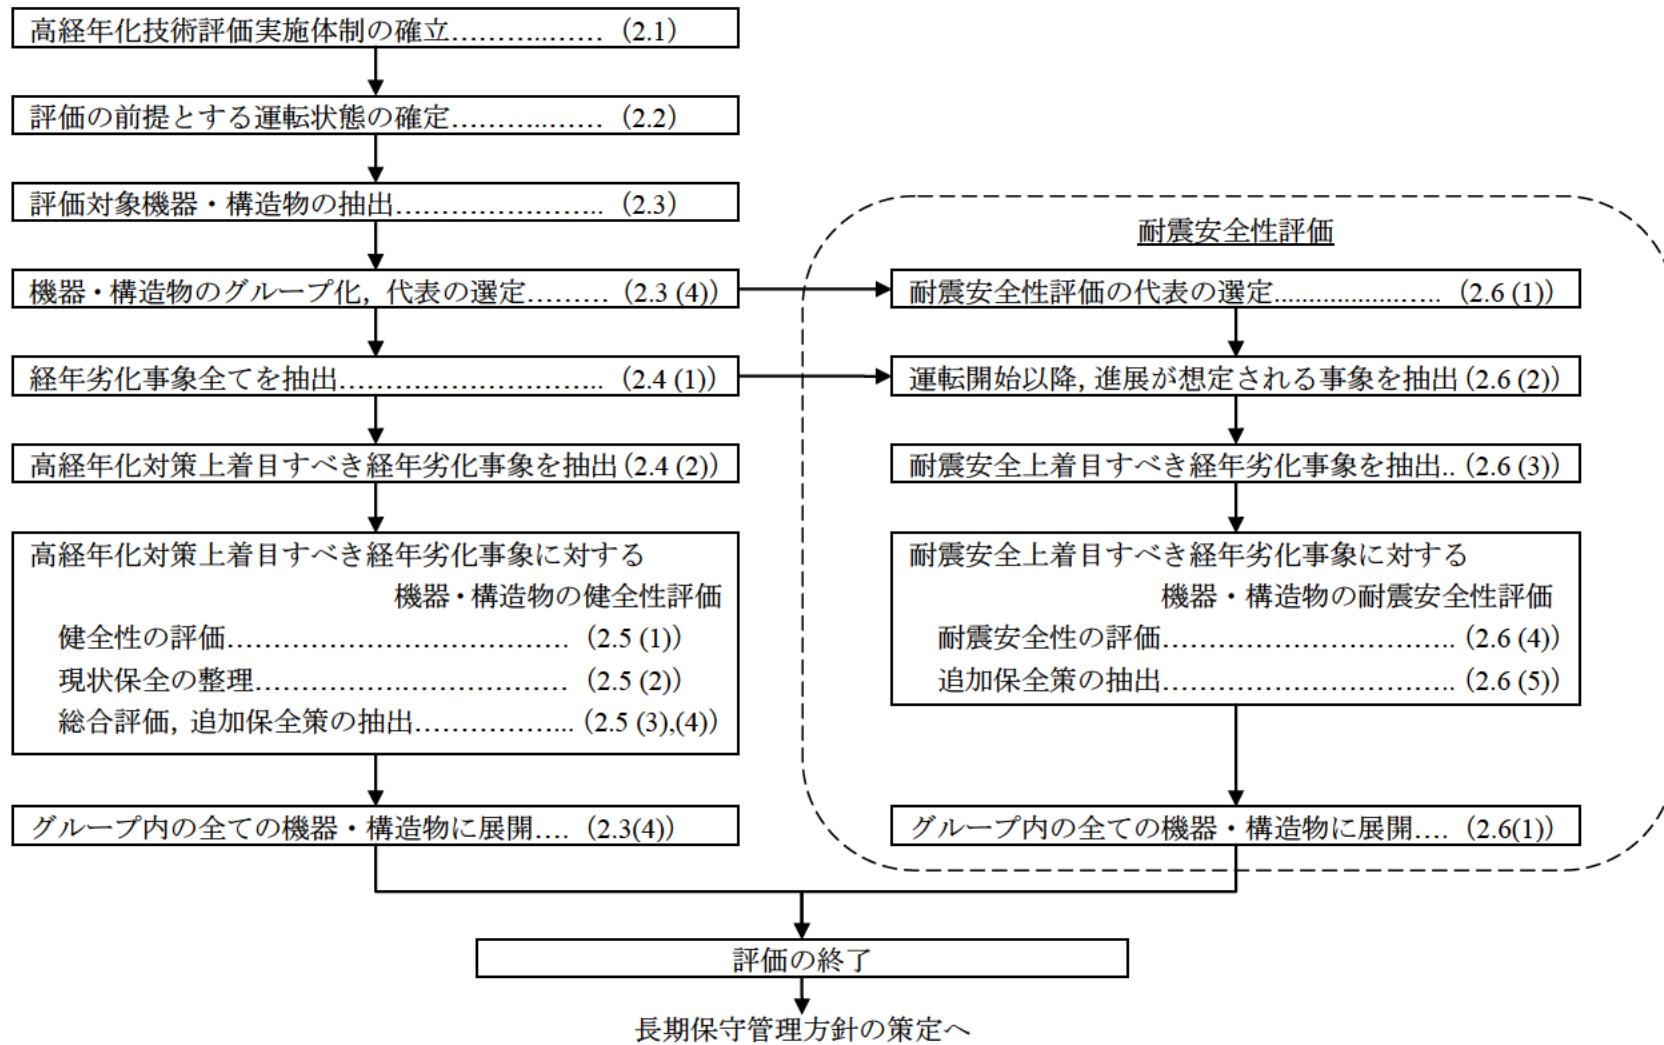 高経年化技術評価実施体制の確立………..…… (2.1)
評価の前提とする運転状態の確定………..…… (2.2)
評価対象機器・構造物の抽出………………….. (2.3)
機器・構造物のグループ化, 代表の選定……… (2.3 (4))
経年劣化事象全てを抽出……………………….. (2.4 (1))
高経年化対策上着目すべき経年劣化事象を抽出 (2.4 (2))
高経年化対策上着目すべき経年劣化事象に対する
機器・構造物の健全性評価
健全性の評価……………………………… (2.5 (1))
現状保全の整理…………….……………… (2.5 (2))
総合評価, 追加保全策の抽出……………... (2.5 (3),(4))
グループ内の全ての機器・構造物に展開…. (2.3(4))
耐震安全性評価
耐震安全性評価の代表の選定...................….. (2.6 (1))
運転開始以降, 進展が想定される事象を抽出 (2.6 (2))
耐震安全上着目すべき経年劣化事象を抽出.. (2.6 (3))
耐震安全上着目すべき経年劣化事象に対する
機器・構造物の耐震安全性評価
耐震安全性の評価………………………….. (2.6 (4))
追加保全策の抽出………………………….. (2.6 (5))
グループ内の全ての機器・構造物に展開…. (2.6(1))
評価の終了
長期保守管理方針の策定へ